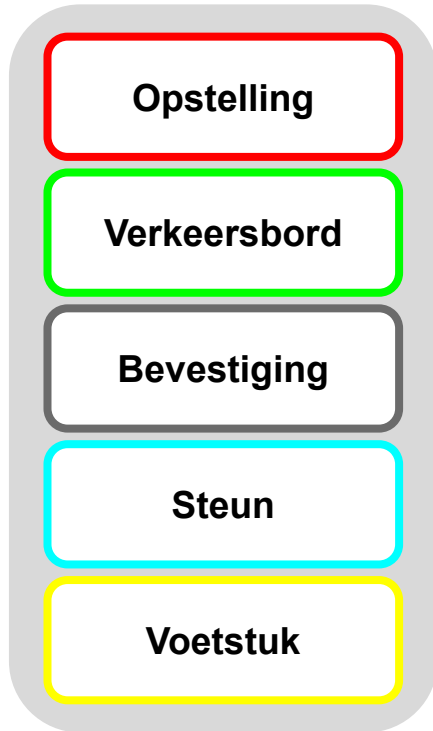 Opstelling
Verkeersbord
Bevestiging
Steun
Voetstuk